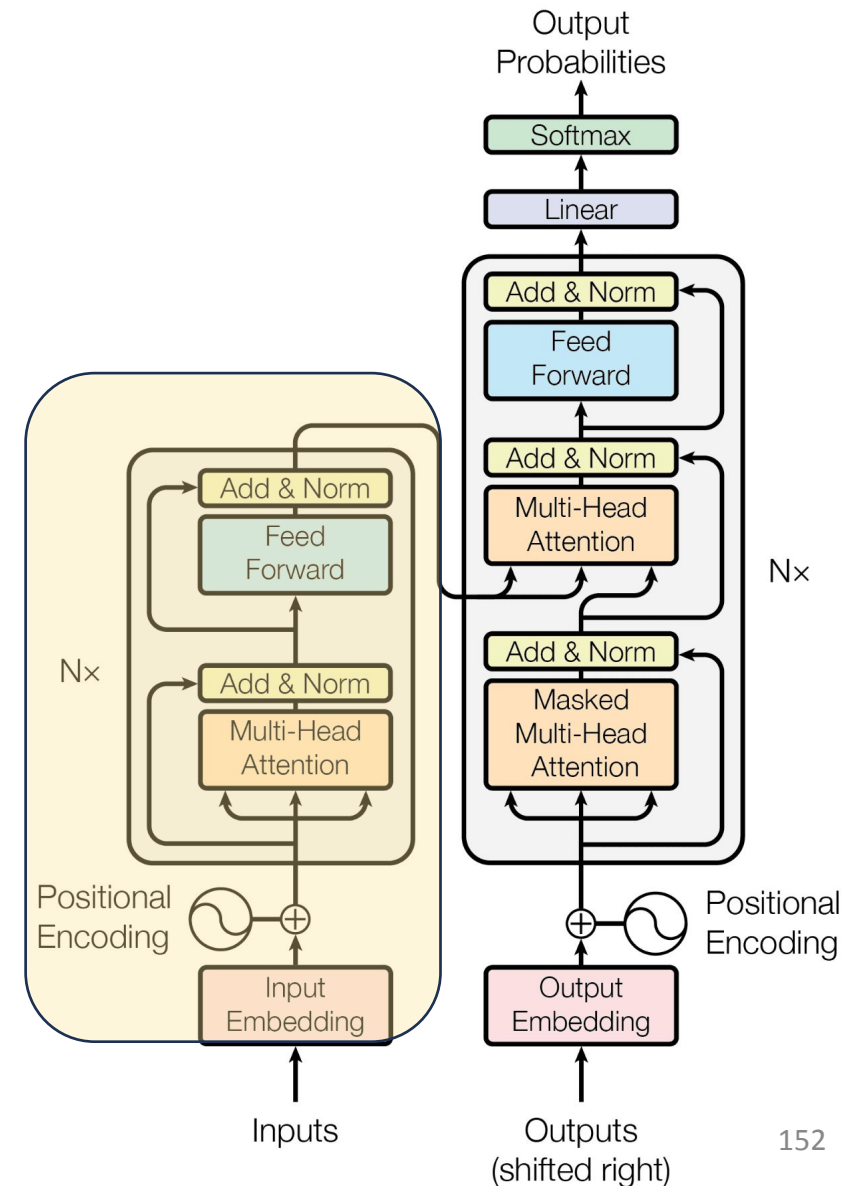 Output
Probabilities
Softmax
Linear
Add & Norm
Feed
Forward
Add & Norm
Multi-Head
Attention
N×
Add & Norm
Masked
Multi-Head
Attention
Positional
Encoding
Output
Embedding
Outputs
(shifted right)
Add & Norm
Feed
Forward
N×
Add & Norm
Multi-Head
Attention
Positional
Encoding
Input
Embedding
Inputs
152